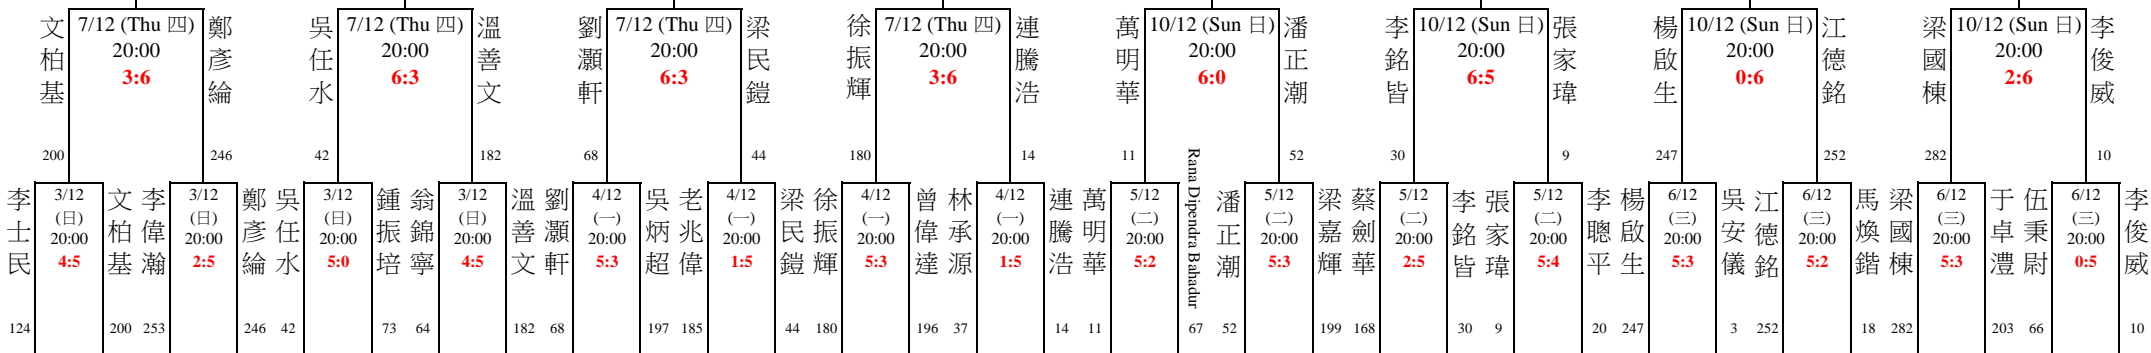 文柏基
7/12 (Thu 四)
20:00
3:6
鄭彥綸
吳任水
7/12 (Thu 四)
20:00
6:3
溫善文
劉灝軒
7/12 (Thu 四)
20:00
6:3
梁民鎧
徐振輝
7/12 (Thu 四)
20:00
3:6
連騰浩
萬明華
10/12 (Sun 日)
20:00
6:0
潘正潮
李銘皆
10/12 (Sun 日)
20:00
6:5
張家瑋
楊啟生
10/12 (Sun 日)
20:00
0:6
江德銘
梁國棟
10/12 (Sun 日)
20:00
2:6
李俊威
200
246
42
182
68
44
180
14
11
52
30
9
247
252
282
10
李士民
3/12
(日)
20:00
4:5
文柏基
李偉瀚
3/12
(日)
20:00
2:5
鄭彥綸
吳任水
3/12
(日)
20:00
5:0
鍾振培
翁錦寧
3/12
(日)
20:00
4:5
溫善文
劉灝軒
4/12
(一)
20:00
5:3
吳炳超
老兆偉
4/12
(一)
20:00
1:5
梁民鎧
徐振輝
4/12
(一)
20:00
5:3
曾偉達
林承源
4/12
(一)
20:00
1:5
連騰浩
萬明華
5/12
(二)
20:00
5:2
Rana Dipendra Bahadur
潘正潮
5/12
(二)
20:00
5:3
梁嘉輝
蔡劍華
5/12
(二)
20:00
2:5
李銘皆
張家瑋
5/12
(二)
20:00
5:4
李聰平
楊啟生
6/12
(三)
20:00
5:3
吳安儀
江德銘
6/12
(三)
20:00
5:2
馬煥鍇
梁國棟
6/12
(三)
20:00
5:3
于卓澧
伍秉尉
6/12
(三)
20:00
0:5
李俊威
124
200
253
246
42
73
64
182
68
197
185
44
180
196
37
14
11
67
52
199
168
30
9
20
247
3
252
18
282
203
66
10